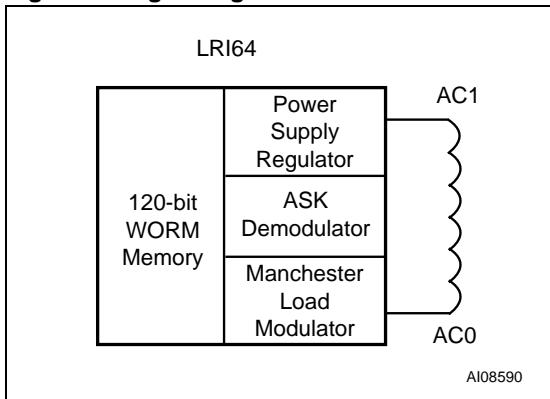 LRI64
AC1
Power
Supply
Regulator
120-bit
WORM
Memory
ASK
Demodulator
Manchester
Load
Modulator
AC0
AI08590